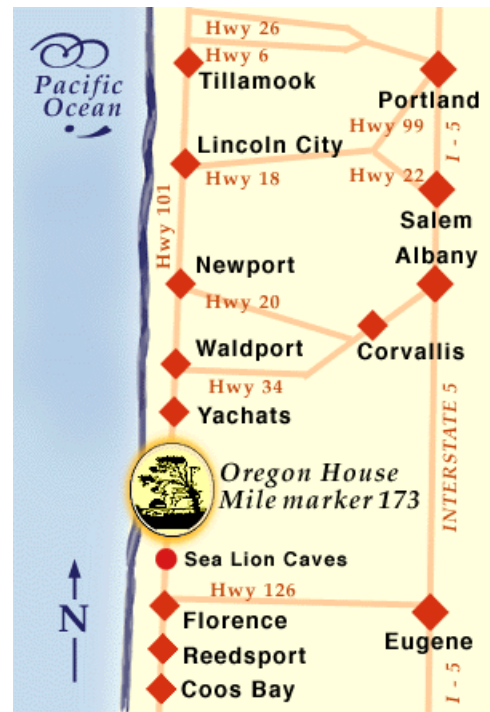 Hwy 26
Hwy 6
Pacific
Ocean
Tillamook
Portland
Hwy 99
I - 5
Lincoln City
Hwy 18
Hwy 22
Hwy 101
Salem
Albany
Newport
Hwy 20
Waldport
Corvallis
Hwy 34
Yachats
INTERSTATE 5
Oregon House
Mile marker 173
Sea Lion Caves
Hwy 126
N
Florence
Eugene
Reedsport
I - 5
Coos Bay